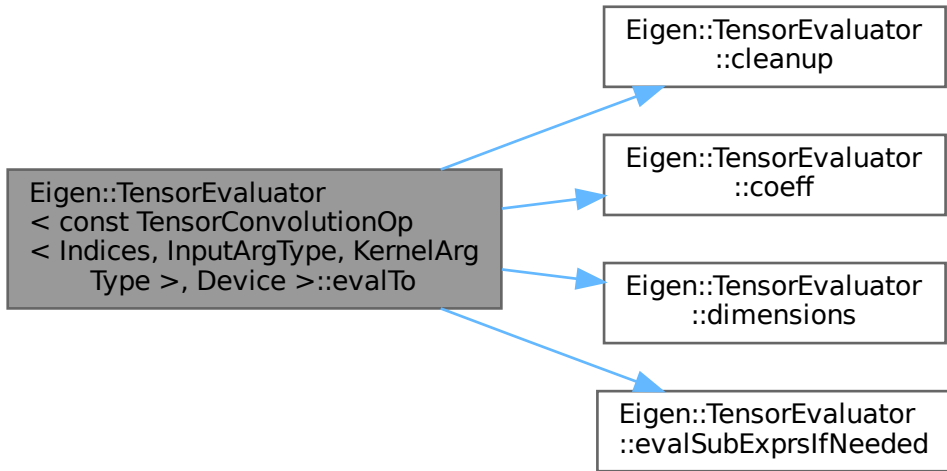 Eigen::TensorEvaluator
< const TensorConvolutionOp
< Indices, InputArgType, KernelArg
Type >, Device >::evalTo
Eigen::TensorEvaluator
::cleanup
Eigen::TensorEvaluator
::coeff
Eigen::TensorEvaluator
::dimensions
Eigen::TensorEvaluator
::evalSubExprsIfNeeded